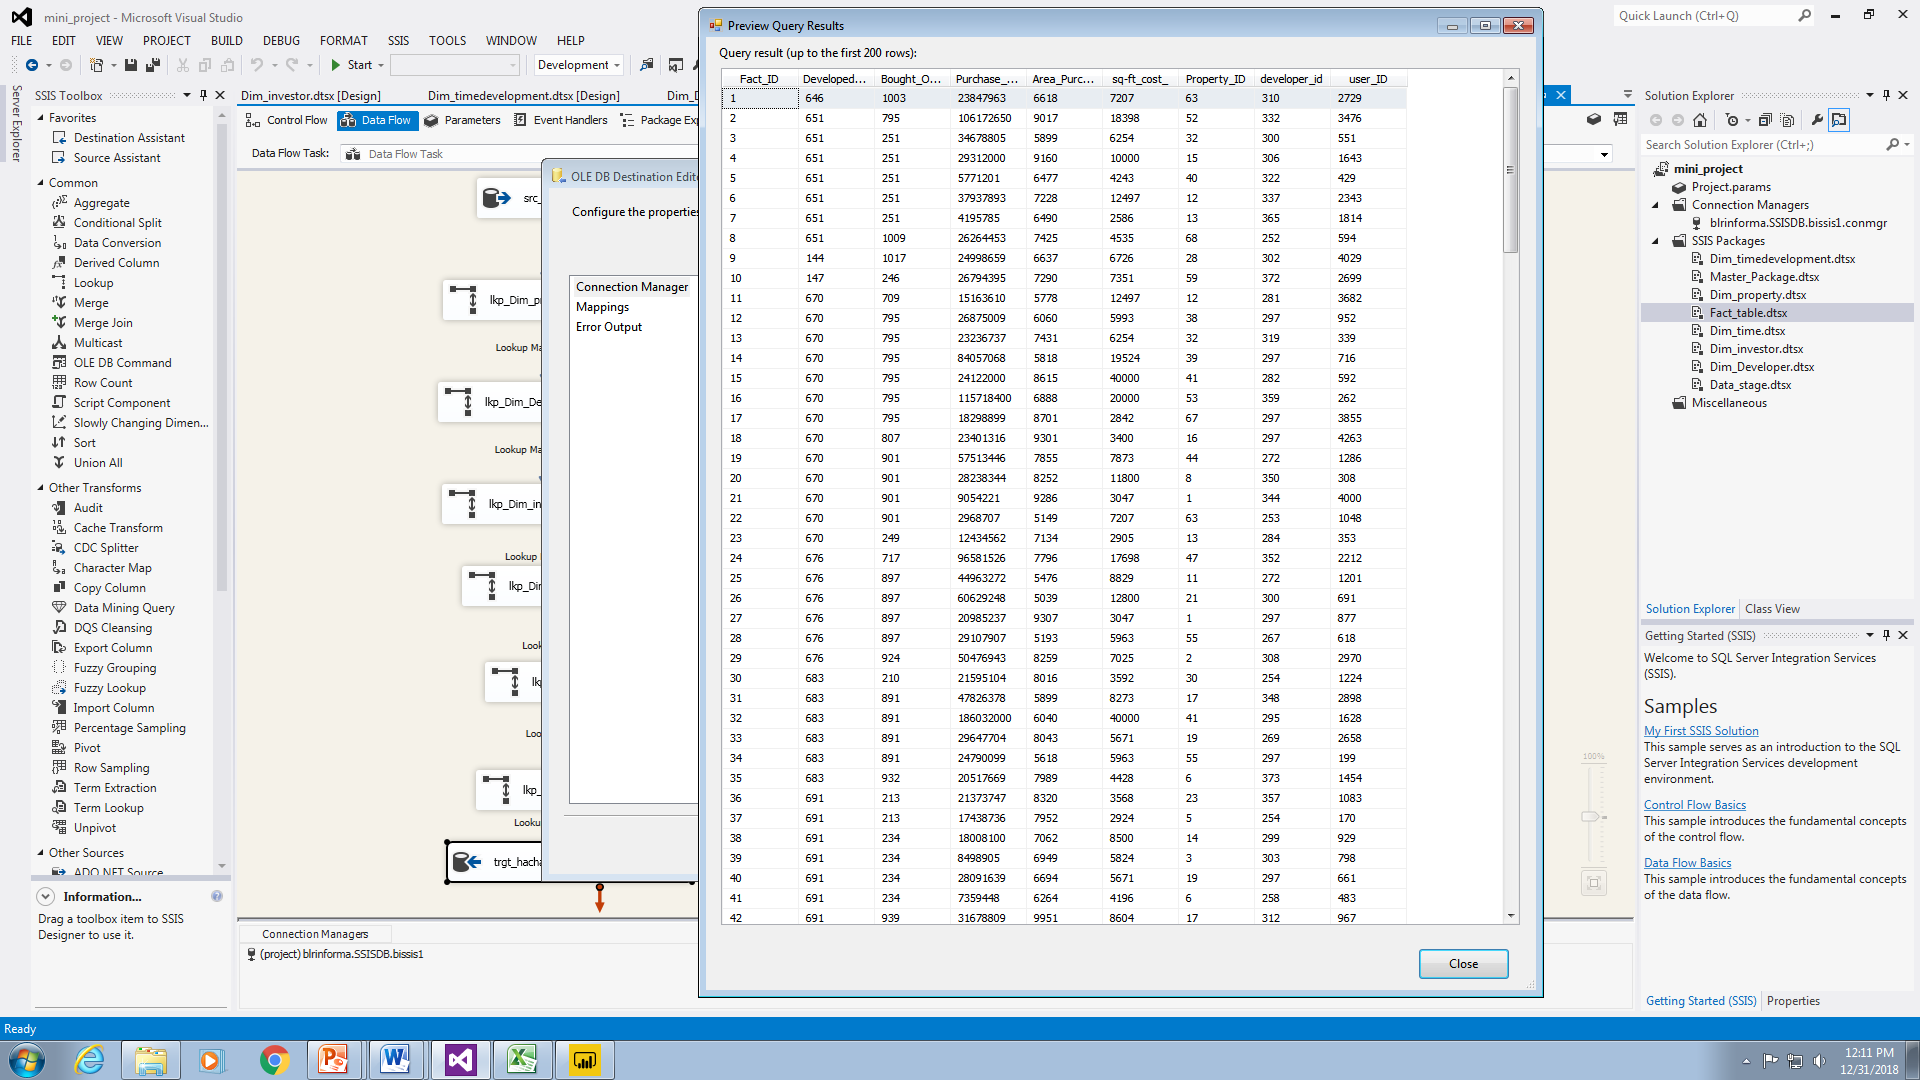 mini_project - Microsoft Visual Studio
Quick Launch (Ctrl+Q)
FILE EDIT VIEW PROJECT BUILD DEBUG FORMAT SSIS TOOLS WINDOW HELP
Start
Development
Server Explorer
SSIS Toolbox
Favorites
Destination Assistant
Source Assistant
Common
Aggregate
Conditional Split
Data Conversion
Derived Column
Lookup
Merge
Merge Join
Multicast
OLE DB Command
Row Count
Script Component
Slowly Changing Dimen...
Sort
Union All
Other Transforms
Audit
Cache Transform
CDC Splitter
Character Map
Copy Column
Data Mining Query
DQS Cleansing
Export Column
Fuzzy Grouping
Fuzzy Lookup
Import Column
Percentage Sampling
Pivot
Row Sampling
Term Extraction
Term Lookup
Unpivot
Other Sources
ADO NET Source
Information...
Drag a toolbox item to SSIS
Designer to use it.
Dim_investor.dtsx [Design] Dim_timedevelopment.dtsx [Design]
Control Flow Data Flow Parameters Event Handlers Package Exp
Data Flow Task: Data Flow Task
src_
lkp_Dim_p
Lookup Ma
lkp_Dim_De
Lookup Ma
lkp_Dim_in
Lookup
lkp_Di
Look
Loo
lkp_
Looku
trgt_hacha
Connection Managers
(project) blrinforma.SSISDB.bissis1
OLE DB Destination Edit
Configure the properties
Connection Manager
Mappings
Error Output
Preview Query Results
Query result (up to the first 200 rows):
Fact_ID Developed... Bought_O... Purchase_... Area_Purc... sq-ft_cost_ Property_ID developer_id user_ID
1 646 1003 23847963 6618 7207 63 310 2729
2 651 795 106172650 9017 18398 52 332 3476
3 651 251 34678805 5899 6254 32 300 551
4 651 251 29312000 9160 10000 15 306 1643
5 651 251 5771201 6477 4243 40 322 429
6 651 251 37937893 7228 12497 12 337 2343
7 651 251 4195785 6490 2586 13 365 1814
8 651 1009 26264453 7425 4535 68 252 594
9 144 1017 24998659 6637 6726 28 302 4029
10 147 246 26794395 7290 7351 59 372 2699
11 670 709 15163610 5778 12497 12 281 3682
12 670 795 26875009 6060 5993 38 297 952
13 670 795 23236737 7431 6254 32 319 339
14 670 795 84057068 5818 19524 39 297 716
15 670 795 24122000 8615 40000 41 282 592
16 670 795 115718400 6888 20000 53 359 262
17 670 795 18298899 8701 2842 67 297 3855
18 670 807 23401316 9301 3400 16 297 4263
19 670 901 57513446 7855 7873 44 272 1286
20 670 901 28238344 8252 11800 8 350 308
21 670 901 9054221 9286 3047 1 344 4000
22 670 901 2968707 5149 7207 63 253 1048
23 670 249 12434562 7134 2905 13 284 353
24 676 717 96581526 7796 17698 47 352 2212
25 676 897 44963272 5476 8829 11 272 1201
26 676 897 60629248 5039 12800 21 300 691
27 676 897 20985237 9307 3047 1 297 877
28 676 897 29107907 5193 5963 55 267 618
29 676 924 50476943 8259 7025 2 308 2970
30 683 210 21595104 8016 3592 30 254 1224
31 683 891 47826378 5899 8273 17 348 2898
32 683 891 186032000 6040 40000 41 295 1628
33 683 891 29647704 8043 5671 19 269 2658
34 683 891 24790099 5618 5963 55 297 199
35 683 932 20517669 7989 4428 6 373 1454
36 691 213 21373747 8320 3568 23 357 1083
37 691 213 17438736 7952 2924 5 254 170
38 691 234 18008100 7062 8500 14 299 929
39 691 234 8498905 6949 5824 3 303 798
40 691 234 28091639 6694 5671 19 297 661
41 691 234 7359448 6264 4196 6 258 483
42 691 939 31678809 9951 8604 17 312 967
Close
100%
Solution Explorer
Search Solution Explorer (Ctrl+;)
mini_project
Project.params
Connection Managers
blrinforma.SSISDB.bissis1.conmgr
SSIS Packages
Dim_timedevelopment.dtsx
Master_Package.dtsx
Dim_property.dtsx
Fact_table.dtsx
Dim_time.dtsx
Dim_investor.dtsx
Dim_Developer.dtsx
Data_stage.dtsx
Miscellaneous
Solution Explorer Class View
Getting Started (SSIS)
Welcome to SQL Server Integration Services
(SSIS).
Samples
My First SSIS Solution
This sample serves as an introduction to the SQL
Server Integration Services development
environment.
Control Flow Basics
This sample introduces the fundamental concepts
of the control flow.
Data Flow Basics
This sample introduces the fundamental concepts
of the data flow.
Getting Started (SSIS) Properties
Ready
12:11 PM
12/31/2018